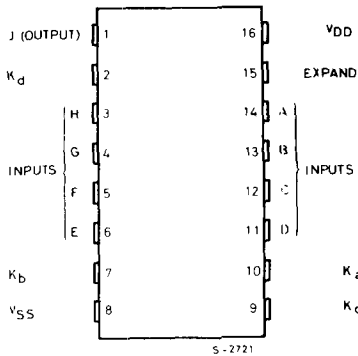 J (OUTPUT) 1 16 VDD
Kd 2 15 EXPAND
H 3 14 A
G 4 13 B
INPUTS INPUTS
F 5 12 C
E 6 11 D
Kb 7 10 Ka
VSS 8 9 Kc
S-2721